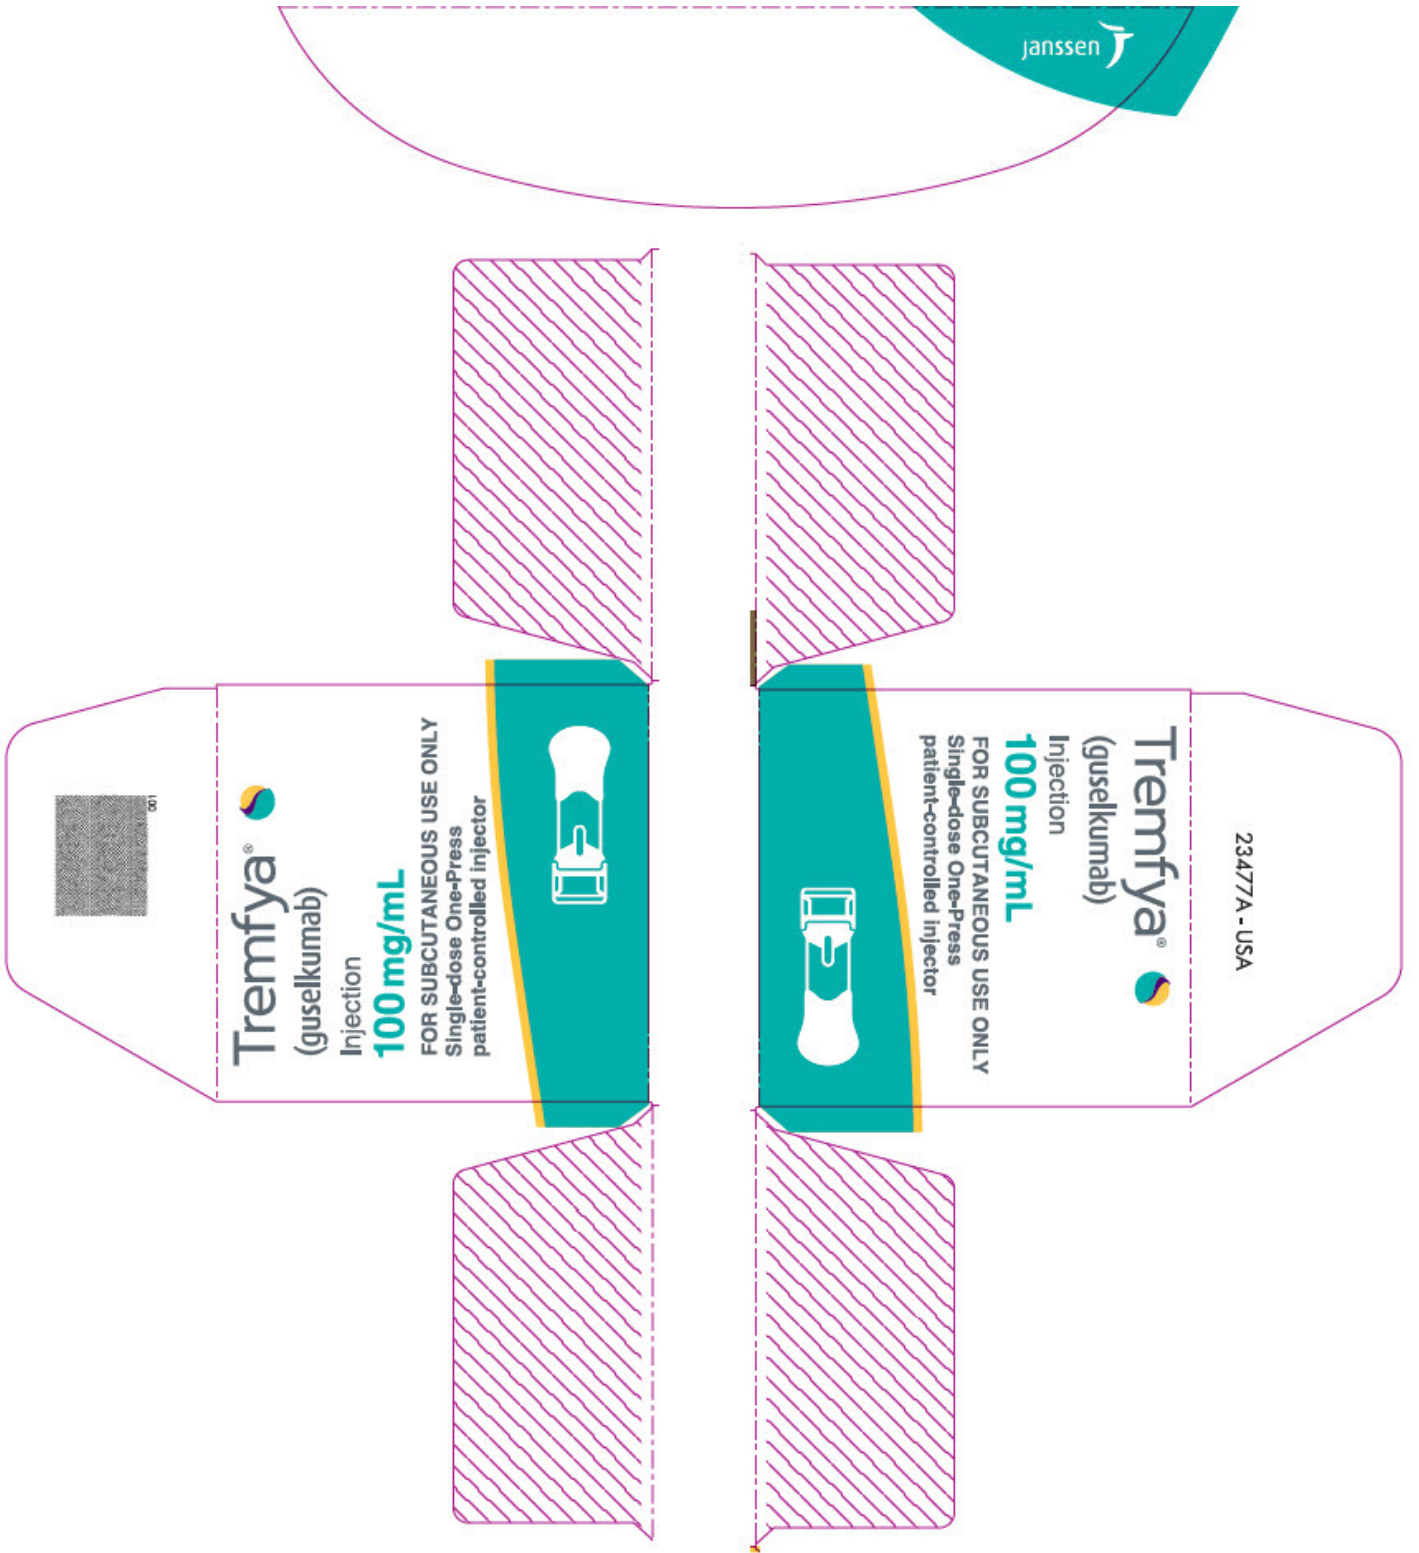 Janssen
Tremfya®
(guselkumab)
Injection
100 mg/mL
FOR SUBCUTANEOUS USE ONLY
Single-dose One-Press
patient-controlled injector
001
Tremfya®
(guselkumab)
Injection
100 mg/mL
FOR SUBCUTANEOUS USE ONLY
Single-dose One-Press
patient-controlled injector
23477A - USA